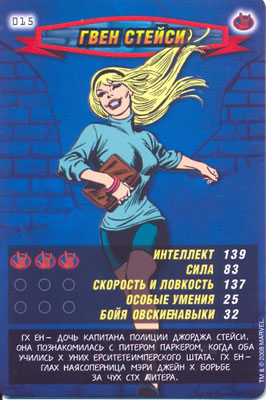 015
ГВЕН СТЕЙСИ
ИНТЕЛЛЕКТ 139
СИЛА 83
СКОРОСТЬ И ЛОВКОСТЬ 137
ОСОБЫЕ УМЕНИЯ 25
БОЙЯ ОВСКИЕНАВЫКИ 32
ГХ ЕН— ДОЧЬ КАПИТАНА ПОЛИЦИИ ДЖОРДЖА СТЕЙСИ.
ОНА ПОЗНАКОМИЛАСЬ С ПИТЕРОМ ПАРКЕРОМ, КОГДА ОБА
УЧИЛИСЬ Х УНИХ ЕРСИТЕТЕИМПЕРСКОГО ШТАТА. ГХ ЕН—
ГЛАХ НАЯСОПЕРНИЦА МЭРИ ДЖЕЙН Х БОРЬБЕ
ЗА ЧУХ СТХ ПИТЕРА.
TM & © 2008 MARVEL